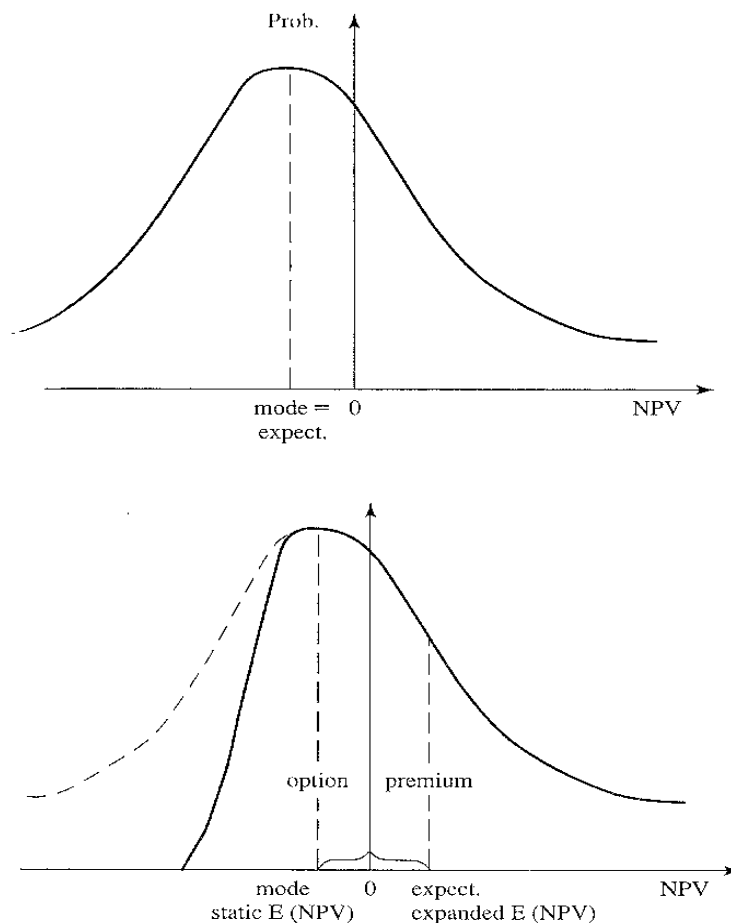 Prob.
mode = 0 NPV
expect.
option premium
mode 0 expect. NPV
static E (NPV) expanded E (NPV)